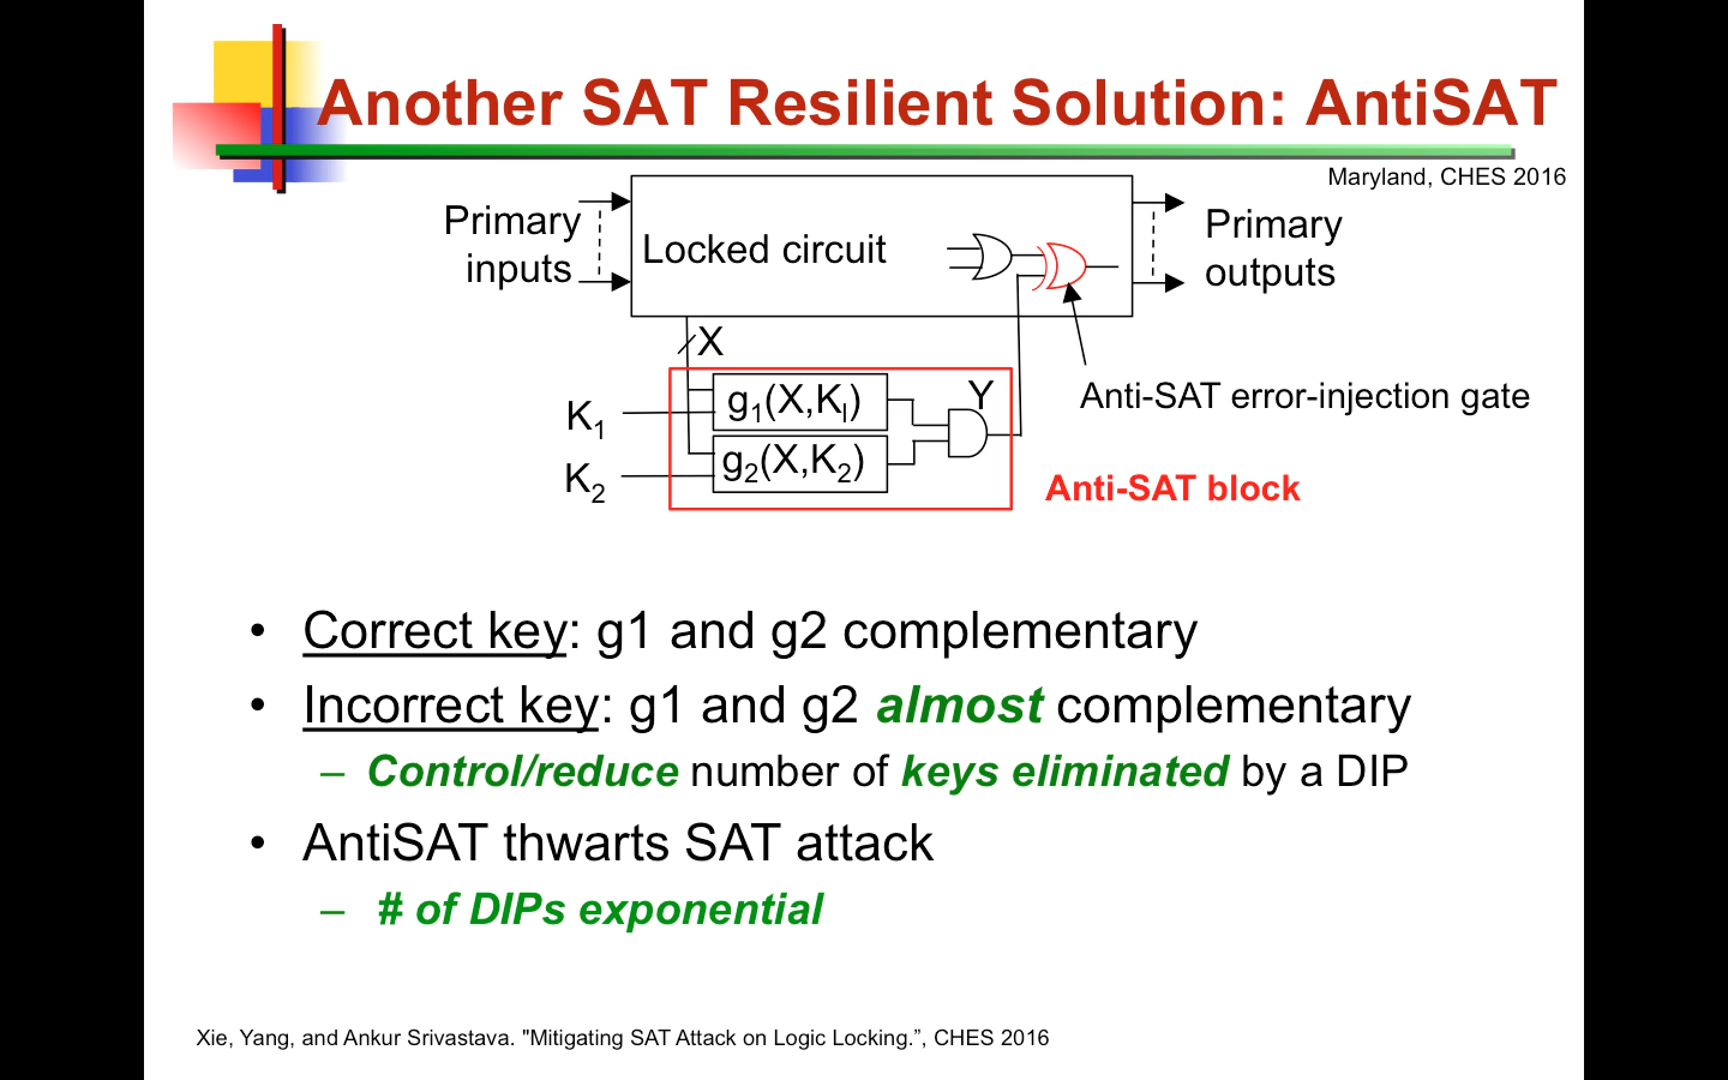 Another SAT Resilient Solution: AntiSAT
Maryland, CHES 2016
Primary
inputs
Locked circuit
Primary
outputs
X
K1
g1(X,Kl)
Y
Anti-SAT error-injection gate
K2
g2(X,K2)
Anti-SAT block
• Correct key: g1 and g2 complementary
• Incorrect key: g1 and g2 almost complementary
– Control/reduce number of keys eliminated by a DIP
• AntiSAT thwarts SAT attack
– # of DIPs exponential
Xie, Yang, and Ankur Srivastava. "Mitigating SAT Attack on Logic Locking.”, CHES 2016